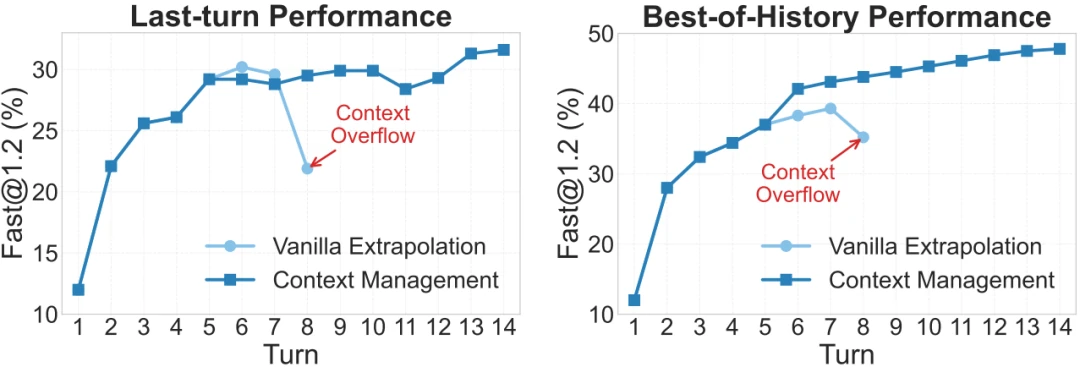 Last-turn Performance
Fast@1.2 (%)
30
25
20
15
10
Context
Overflow
Vanilla Extrapolation
Context Management
1 2 3 4 5 6 7 8 9 10 11 12 13 14
Turn
Best-of-History Performance
Fast@1.2 (%)
50
40
30
20
10
Context
Overflow
Vanilla Extrapolation
Context Management
1 2 3 4 5 6 7 8 9 10 11 12 13 14
Turn